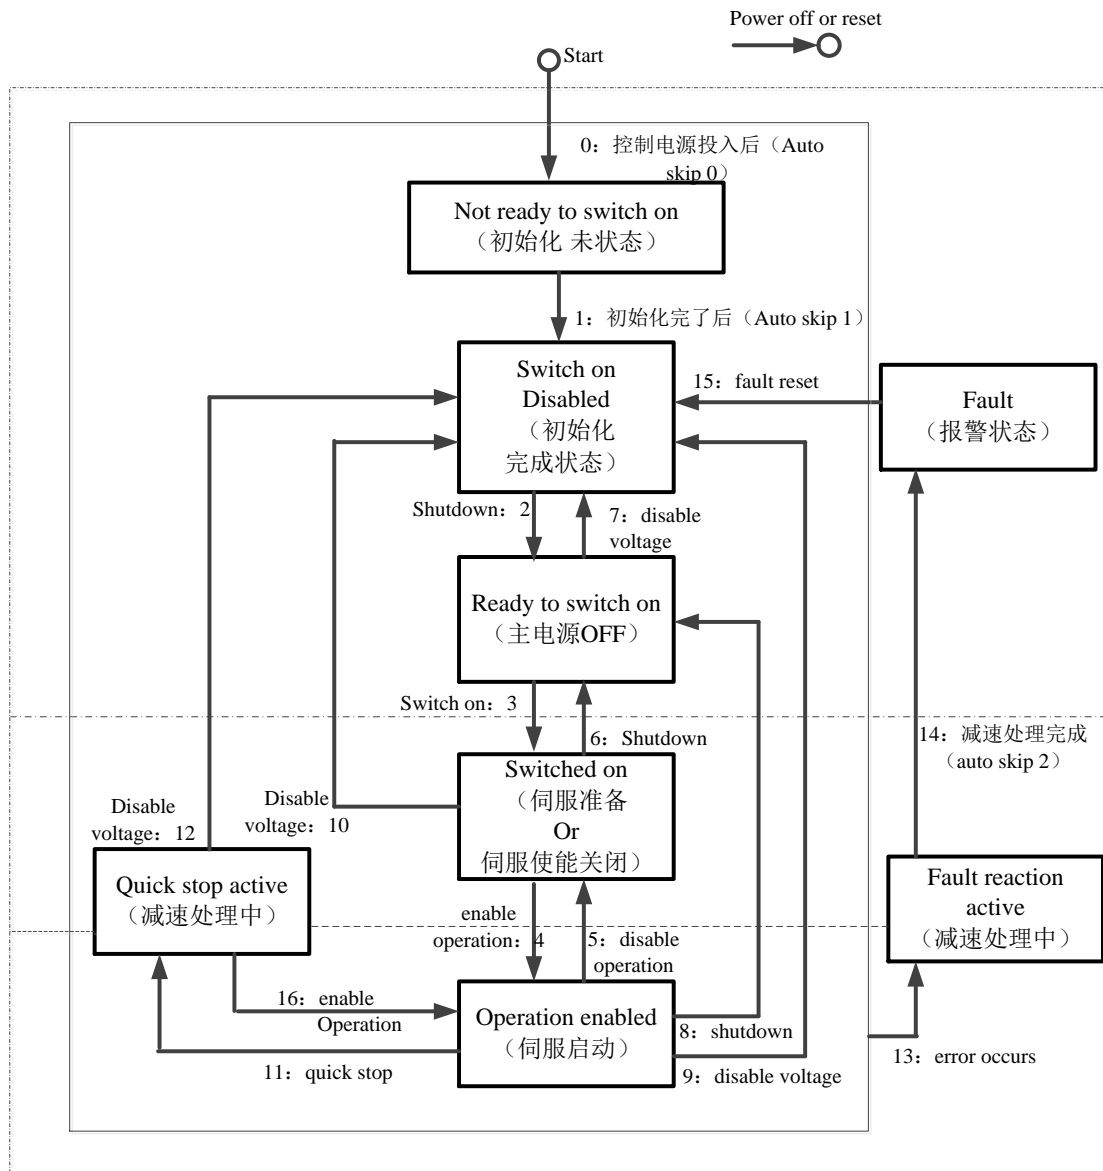 Power off or reset
Start
0：控制电源投入后（Auto
skip 0）
Not ready to switch on
（初始化 未状态）
1：初始化完了后（Auto skip 1）
Switch on
Disabled
（初始化
完成状态）
15：fault reset
Fault
（报警状态）
Shutdown：2
7：disable
voltage
Ready to switch on
（主电源OFF）
Switch on：3
6：Shutdown
14：减速处理完成
（auto skip 2）
Switched on
（伺服准备
Or
伺服使能关闭）
Disable
voltage：12
Disable
voltage：10
Quick stop active
（减速处理中）
Fault reaction
active
（减速处理中）
enable
operation：4
5：disable
operation
16：enable
Operation
Operation enabled
（伺服启动）
8：shutdown
11：quick stop
9：disable voltage
13：error occurs